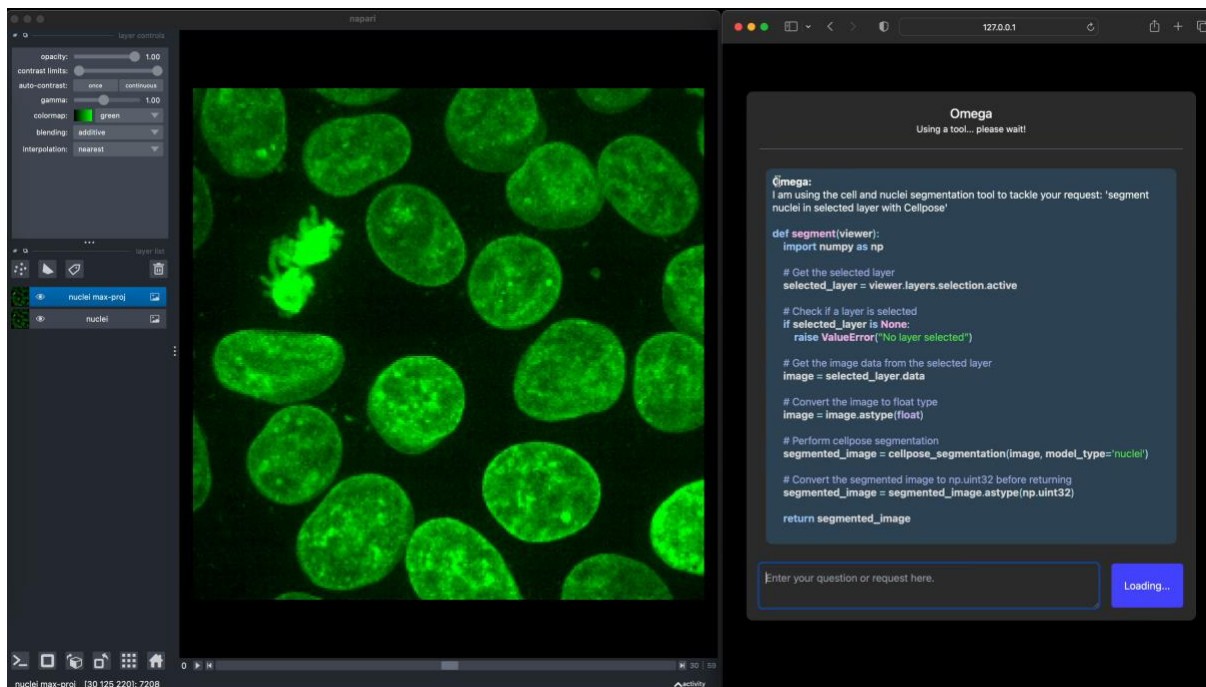 napari
layer controls
opacity: 1.00
contrast limits:
auto-contrast: once continuous
gamma: 1.00
colormap: green
blending: additive
interpolation: nearest
layer list
nuclei max-proj
nuclei
0 30 59
nuclei max-proj [30 125 220]: 7208
activity
127.0.0.1
Omega
Using a tool... please wait!
Omega:
I am using the cell and nuclei segmentation tool to tackle your request: 'segment
nuclei in selected layer with Cellpose'
def segment(viewer):
import numpy as np
# Get the selected layer
selected_layer = viewer.layers.selection.active
# Check if a layer is selected
if selected_layer is None:
raise ValueError("No layer selected")
# Get the image data from the selected layer
image = selected_layer.data
# Convert the image to float type
image = image.astype(float)
# Perform cellpose segmentation
segmented_image = cellpose_segmentation(image, model_type='nuclei')
# Convert the segmented image to np.uint32 before returning
segmented_image = segmented_image.astype(np.uint32)
return segmented_image
Enter your question or request here.
Loading...